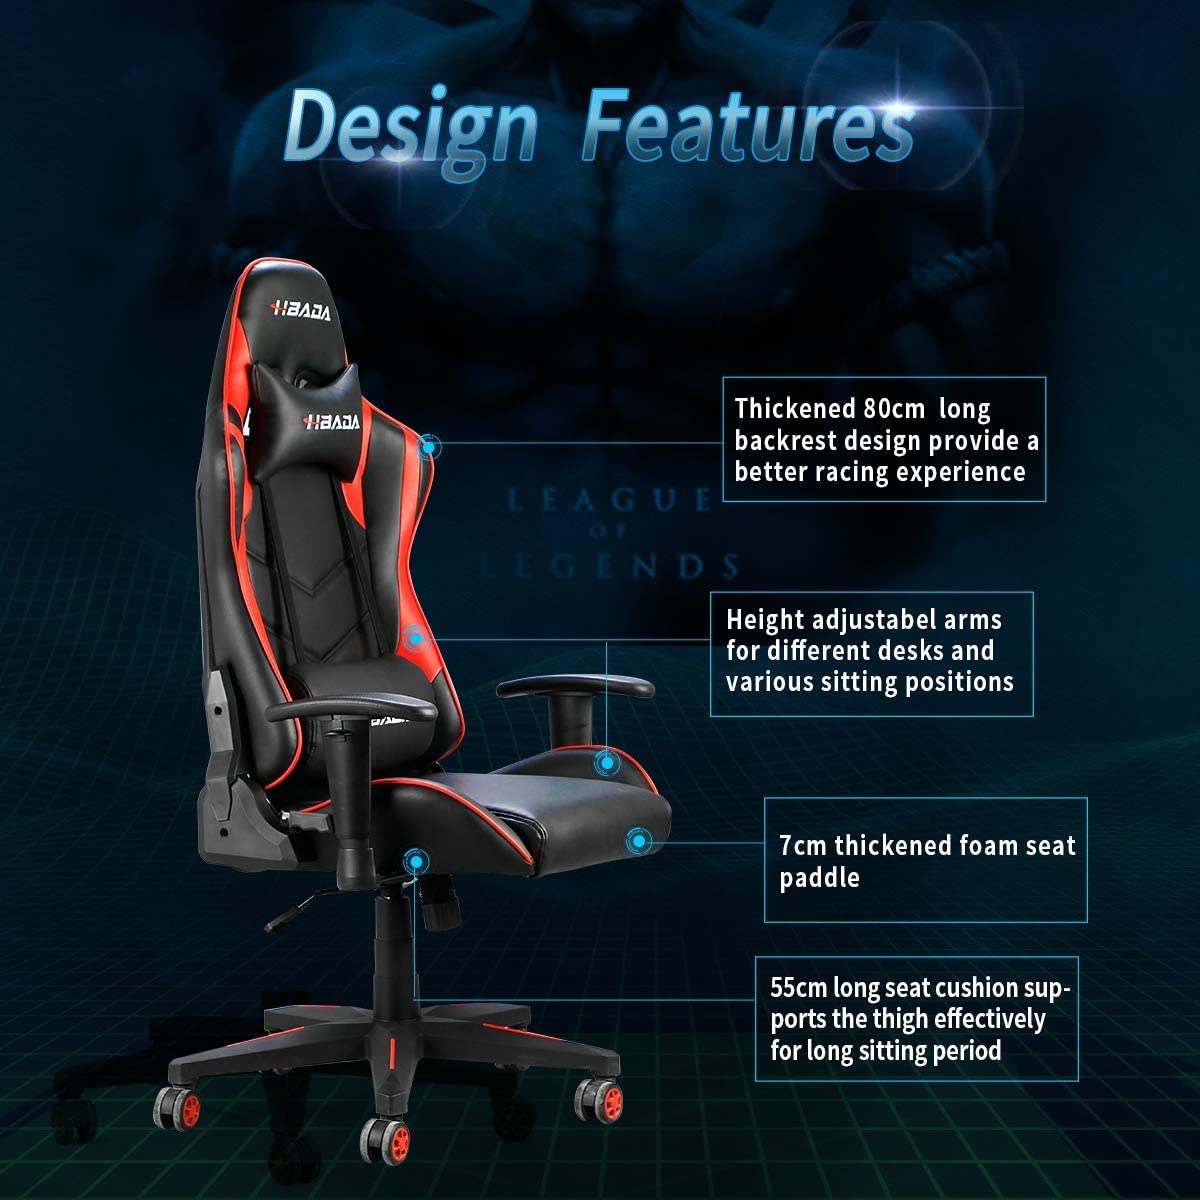 Design Features
HBADA
HBADA
Thickened 80cm long
backrest design provide a
better racing experience
LEAGUE
OF
LEGENDS
Height adjustabel arms
for different desks and
various sitting positions
7cm thickened foam seat
paddle
55cm long seat cushion sup-
ports the thigh effectively
for long sitting period